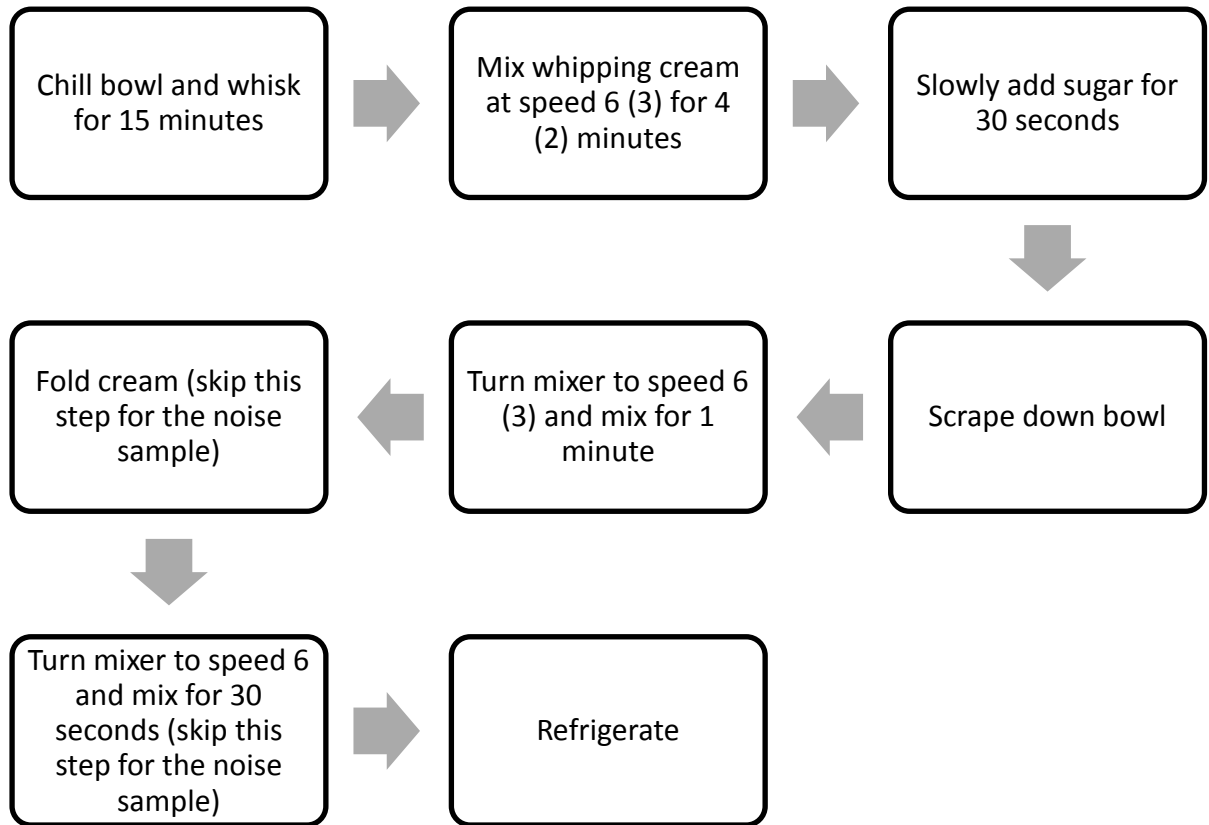 Chill bowl and whisk
for 15 minutes
Mix whipping cream
at speed 6 (3) for 4
(2) minutes
Slowly add sugar for
30 seconds
Scrape down bowl
Turn mixer to speed 6
(3) and mix for 1
minute
Fold cream (skip this
step for the noise
sample)
Turn mixer to speed 6
and mix for 30
seconds (skip this
step for the noise
sample)
Refrigerate